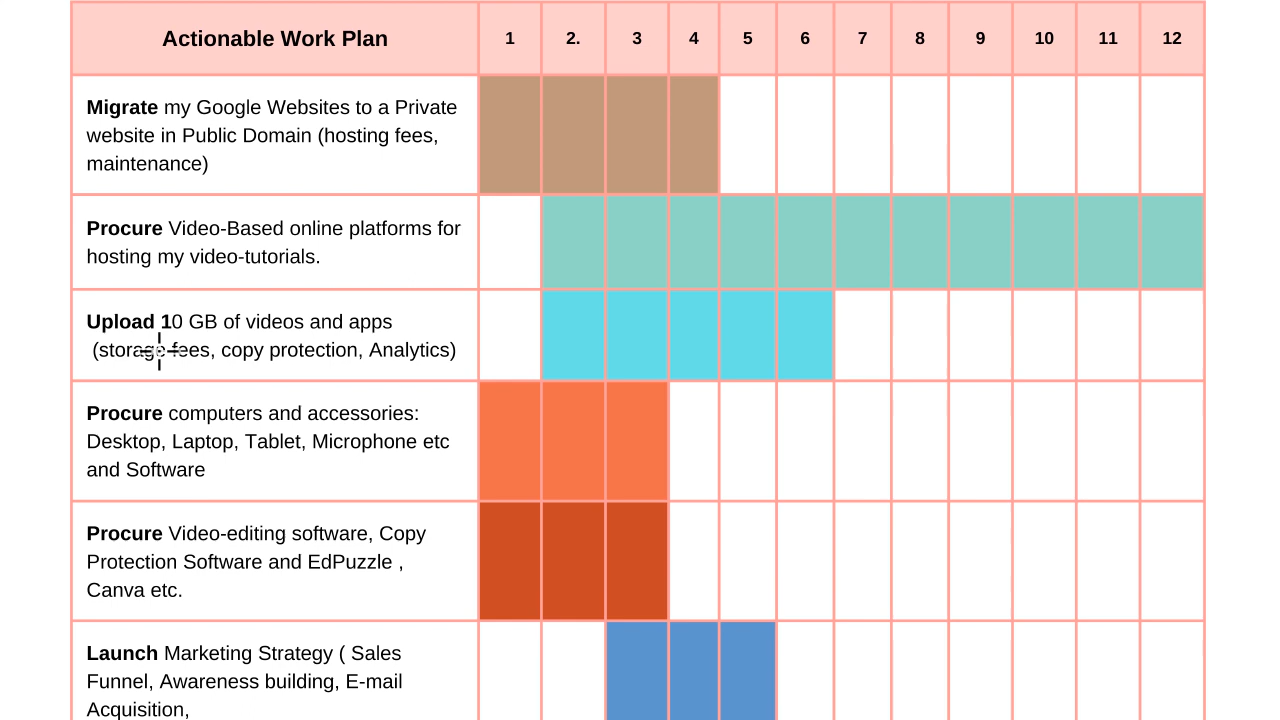 Actionable Work Plan 1 2. 3 4 5 6 7 8 9 10 11 12
Migrate my Google Websites to a Private
website in Public Domain (hosting fees,
maintenance)
Procure Video-Based online platforms for
hosting my video-tutorials.
Upload 10 GB of videos and apps
(storage fees, copy protection, Analytics)
Procure computers and accessories:
Desktop, Laptop, Tablet, Microphone etc
and Software
Procure Video-editing software, Copy
Protection Software and EdPuzzle ,
Canva etc.
Launch Marketing Strategy ( Sales
Funnel, Awareness building, E-mail
Acquisition,